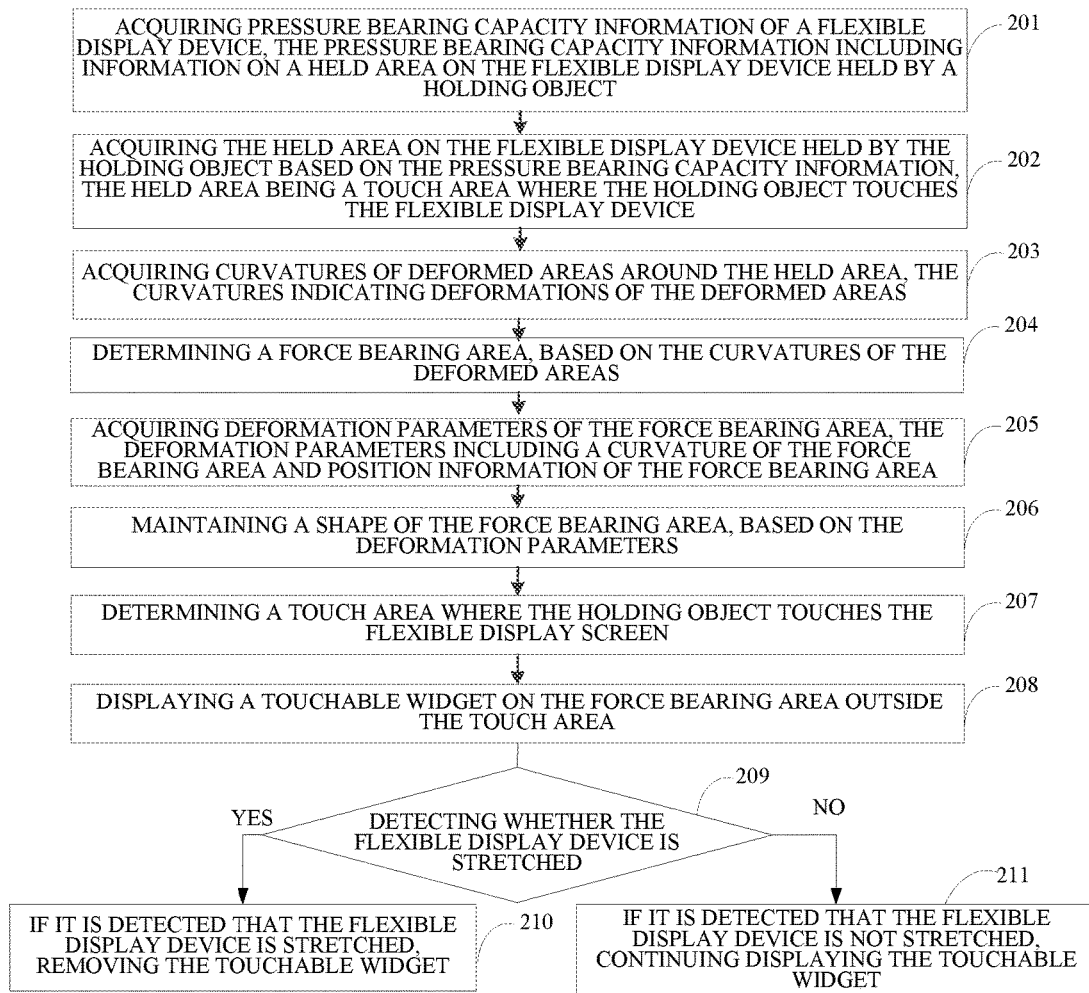 ACQUIRING PRESSURE BEARING CAPACITY INFORMATION OF A FLEXIBLE
DISPLAY DEVICE, THE PRESSURE BEARING CAPACITY INFORMATION INCLUDING
INFORMATION ON A HELD AREA ON THE FLEXIBLE DISPLAY DEVICE HELD BY A
HOLDING OBJECT
201
ACQUIRING THE HELD AREA ON THE FLEXIBLE DISPLAY DEVICE HELD BY THE
HOLDING OBJECT BASED ON THE PRESSURE BEARING CAPACITY INFORMATION,
THE HELD AREA BEING A TOUCH AREA WHERE THE HOLDING OBJECT TOUCHES
THE FLEXIBLE DISPLAY DEVICE
202
ACQUIRING CURVATURES OF DEFORMED AREAS AROUND THE HELD AREA, THE
CURVATURES INDICATING DEFORMATIONS OF THE DEFORMED AREAS
203
DETERMINING A FORCE BEARING AREA, BASED ON THE CURVATURES OF THE
DEFORMED AREAS
204
ACQUIRING DEFORMATION PARAMETERS OF THE FORCE BEARING AREA, THE
DEFORMATION PARAMETERS INCLUDING A CURVATURE OF THE FORCE
BEARING AREA AND POSITION INFORMATION OF THE FORCE BEARING AREA
205
MAINTAINING A SHAPE OF THE FORCE BEARING AREA, BASED ON THE
DEFORMATION PARAMETERS
206
DETERMINING A TOUCH AREA WHERE THE HOLDING OBJECT TOUCHES THE
FLEXIBLE DISPLAY SCREEN
207
DISPLAYING A TOUCHABLE WIDGET ON THE FORCE BEARING AREA OUTSIDE
THE TOUCH AREA
208
209
YES
NO
DETECTING WHETHER THE
FLEXIBLE DISPLAY DEVICE IS
STRETCHED
IF IT IS DETECTED THAT THE FLEXIBLE
DISPLAY DEVICE IS STRETCHED,
REMOVING THE TOUCHABLE WIDGET
210
211
IF IT IS DETECTED THAT THE FLEXIBLE
DISPLAY DEVICE IS NOT STRETCHED,
CONTINUING DISPLAYING THE TOUCHABLE
WIDGET